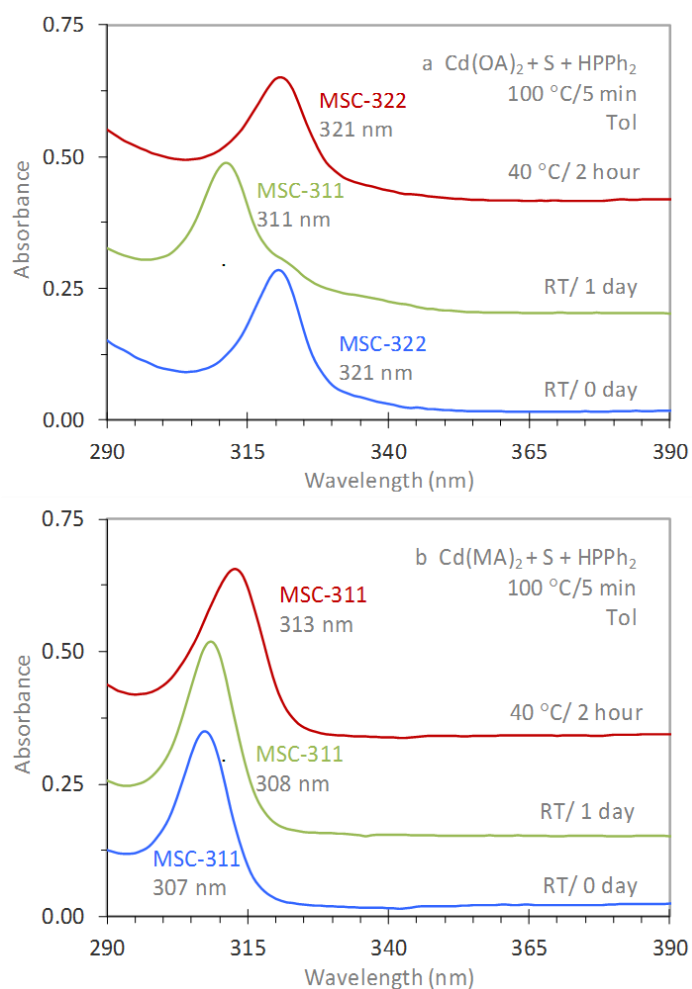 0.75
a Cd(OA)₂ + S + HPPh₂
100 °C/5 min
Tol
MSC-322
321 nm
40 °C/ 2 hour
0.50
MSC-311
311 nm
Absorbance
RT/ 1 day
0.25
MSC-322
321 nm
RT/ 0 day
0.00
290 315 340 365 390
Wavelength (nm)
0.75
b Cd(MA)₂ + S + HPPh₂
100 °C/5 min
Tol
MSC-311
313 nm
0.50
40 °C/ 2 hour
Absorbance
MSC-311
308 nm
0.25
RT/ 1 day
MSC-311
307 nm
RT/ 0 day
0.00
290 315 340 365 390
Wavelength (nm)